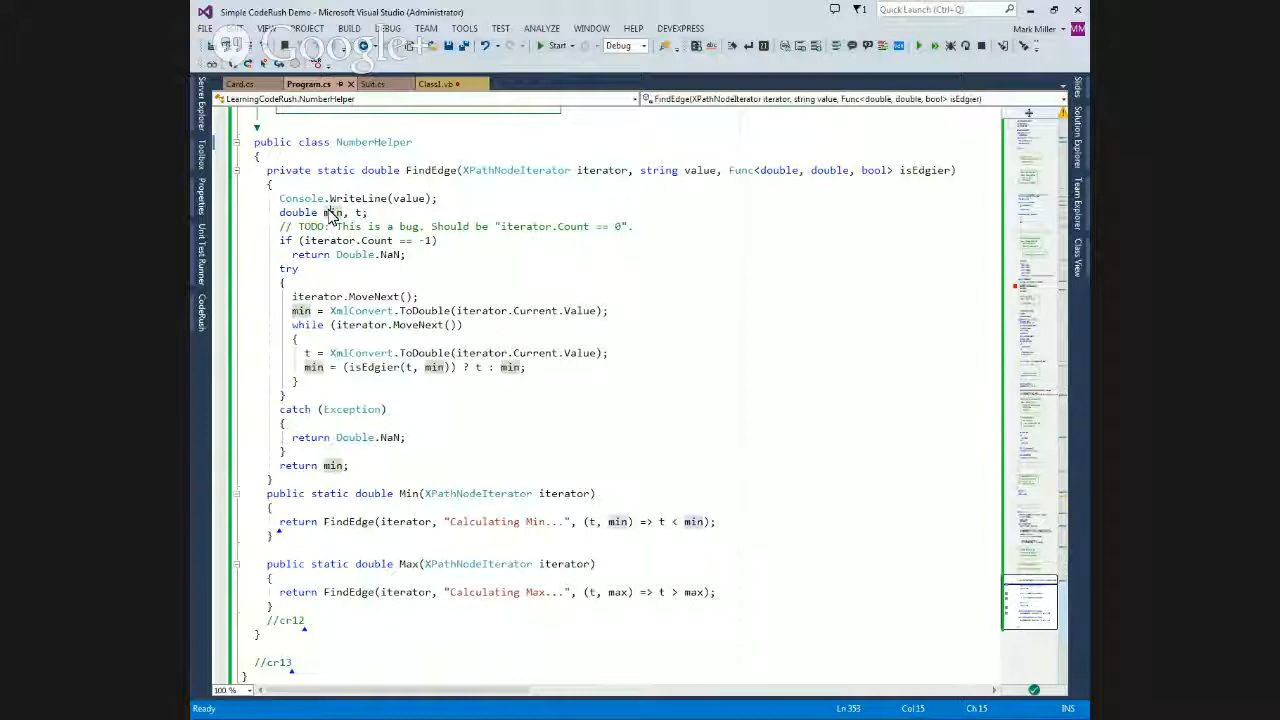 Simple CodeRush Demo - Microsoft Visual Studio (Administrator)
1
Quick Launch (Ctrl+Q)
FILE EDIT VIEW PROJECT BUILD DEBUG TEAM TOOLS TEST ANALYZE WINDOW HELP DEVEXPRESS
Mark Miller MM
Google+
Start Debug
Card.cs Program.cs Suit.cs Class1.vb
LearningCodeRush.NumberHelper
FindEdge(XPathNodeIterator iterator, string value, Func<double, double, bool> isEdgier)
Server Explorer
Toolbox
Properties
Unit Test Runner
CodeRush
public class NumberHelper
{
private static double FindEdge(XPathNodeIterator iterator, string value, Func<double, double, bool> isEdgier)
{
value);
double
// TODO: This is a bug. Should be "iterator.Count == 0".
if (iterator.Count == -1)
return Double.NaN;
try
{
iterator.MoveNext();
min = XmlConvert.ToDouble(iterator.Current.Value);
while (iterator.MoveNext())
{
t = XmlConvert.ToDouble(iterator.Current.Value);
min = (isEdgier(t, min)) ? t : min;
}
}
catch (Exception)
{
return Double.NaN;
}
return min;
}
public static double Min(XPathNodeIterator iterator)
{
return FindEdge(iterator, "Calculating Min...", (t, min) => t < min);
}
public static double Max(XPathNodeIterator iterator)
{
return FindEdge(iterator, "Calculating Max...", (t, max) => t > max);
}
//cr12
}
//cr13
}
Slides
Solution Explorer
Team Explorer
Class View
100 %
Ready
Ln 353 Col 15 Ch 15 INS